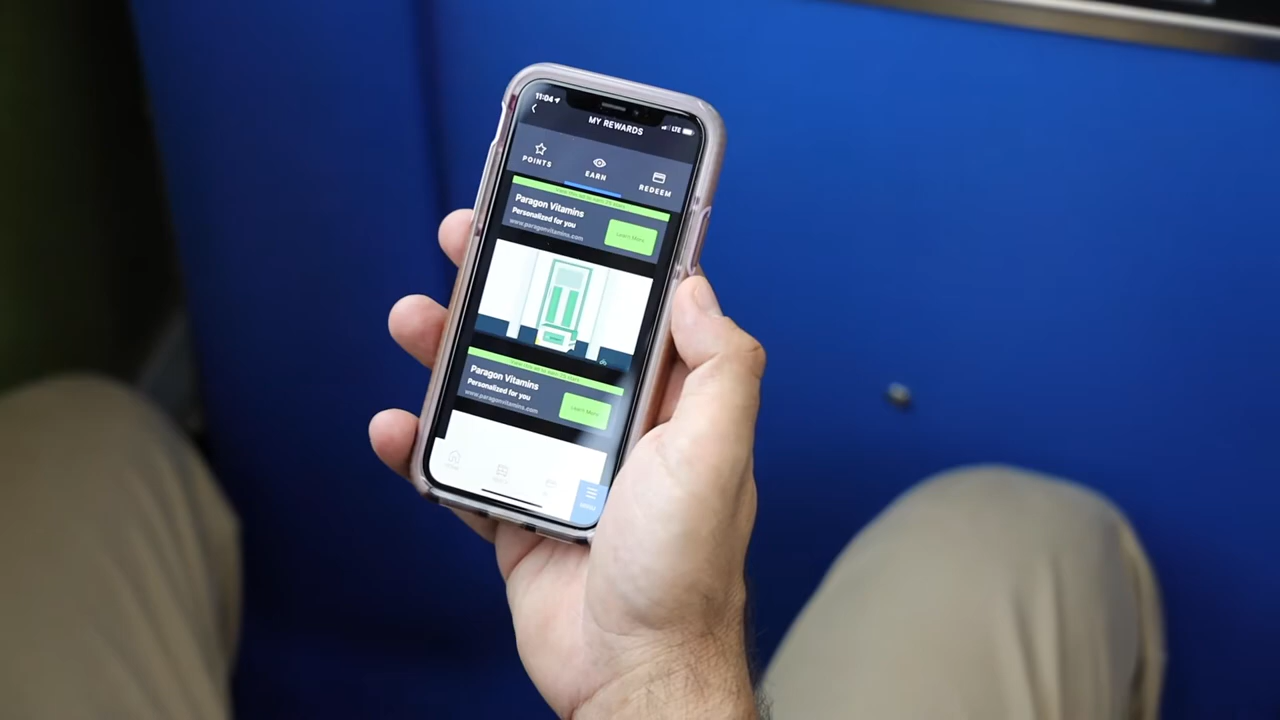 11:04
LTE
MY REWARDS
POINTS
EARN
REDEEM
Paragon Vitamins
Personalized for you
www.paragonvitamins.com
Learn More
Paragon Vitamins
Personalized for you
www.paragonvitamins.com
Learn More